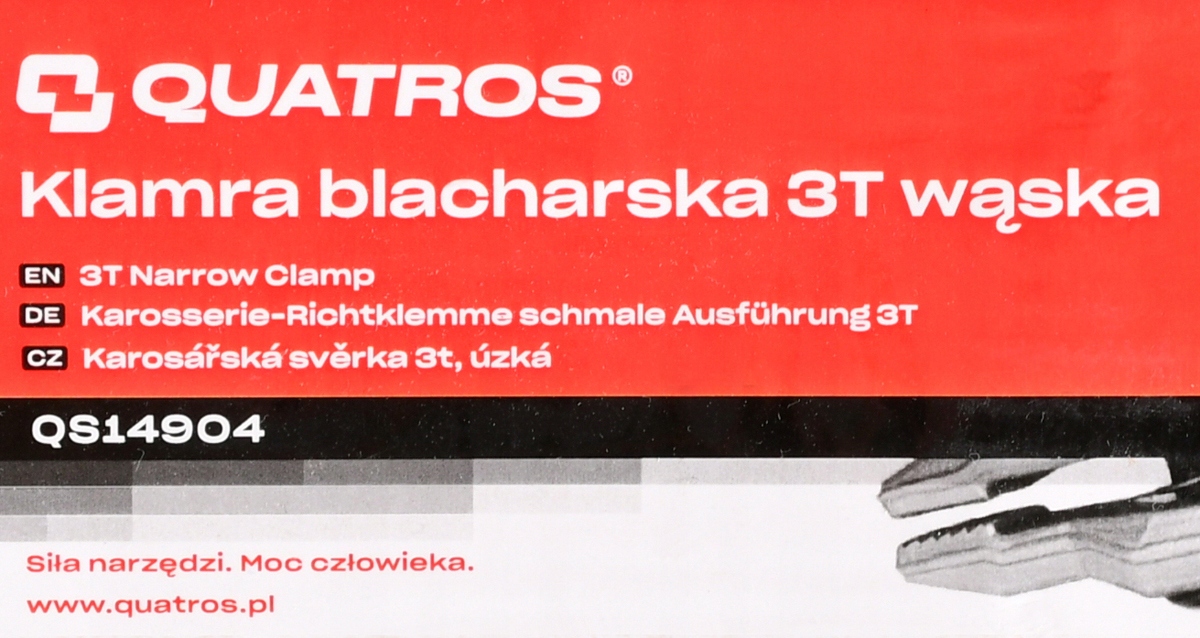 QUATROS®
Klamra blacharska 3T wąska
EN 3T Narrow Clamp
DE Karosserie-Richtklemme schmale Ausführung 3T
CZ Karosářská svěrka 3t, úzká
QS14904
Siła narzędzi. Moc człowieka.
www.quatros.pl